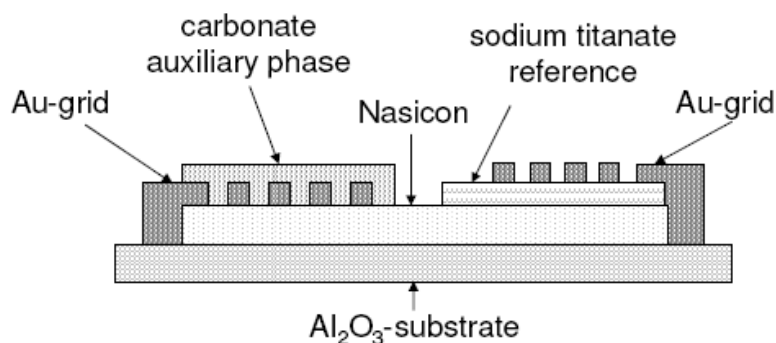 carbonate
auxiliary phase
sodium titanate
reference
Au-grid
Nasicon
Au-grid
Al₂O₃-substrate